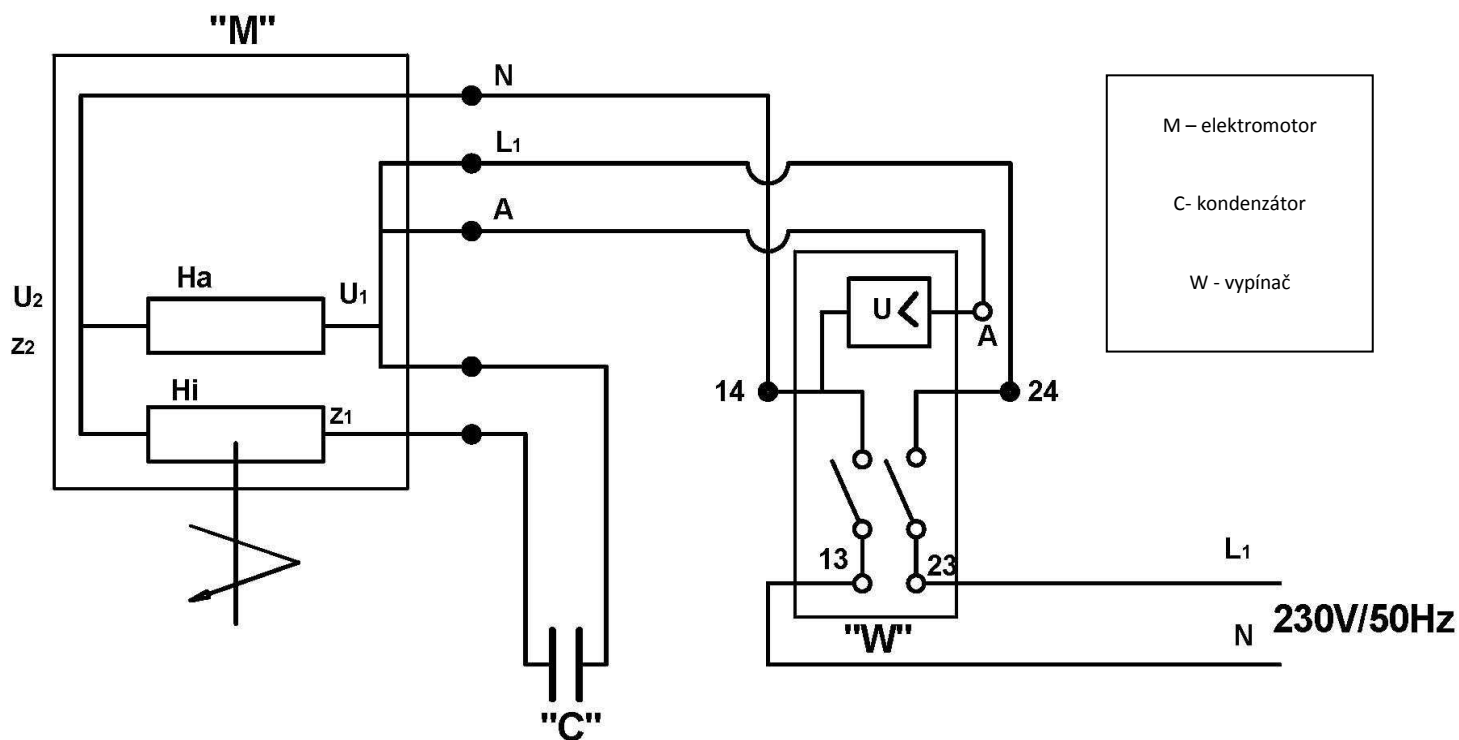 "M"
N
L1
A
Ha
U1
U2
z2
Hi
z1
U <
A
14
24
13
23
"W"
"C"
L1
230V/50Hz
N
M – elektromotor
C- kondenzátor
W - vypínač